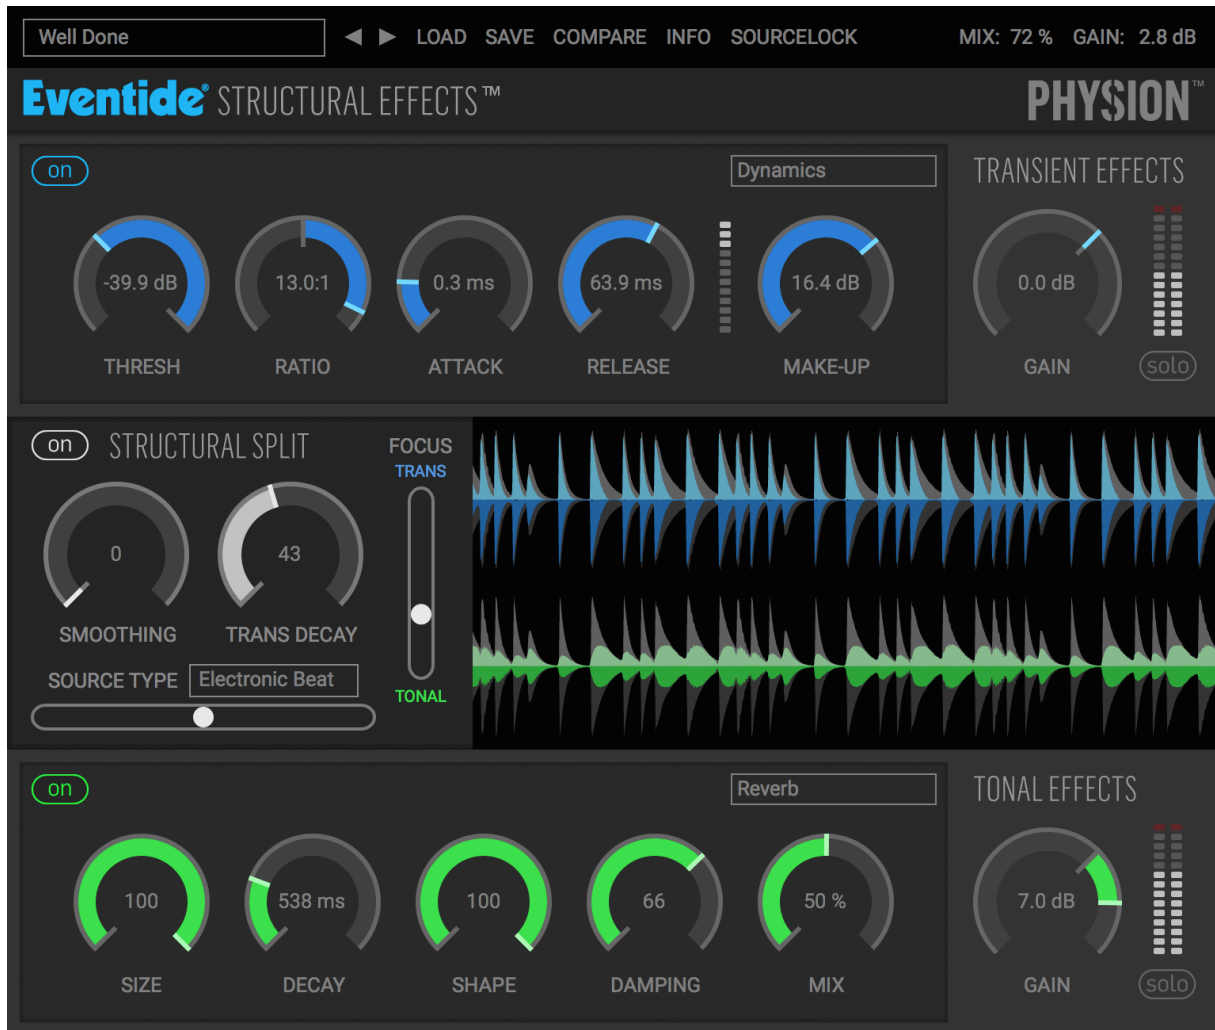 Well Done LOAD SAVE COMPARE INFO SOURCELOCK MIX: 72 % GAIN: 2.8 dB
Eventide® STRUCTURAL EFFECTS™ PHYSION™
on Dynamics TRANSIENT EFFECTS
-39.9 dB 13.0:1 0.3 ms 63.9 ms 16.4 dB 0.0 dB
THRESH RATIO ATTACK RELEASE MAKE-UP GAIN solo
on STRUCTURAL SPLIT FOCUS
TRANS
0 43
SMOOTHING TRANS DECAY
SOURCE TYPE Electronic Beat
TONAL
on Reverb TONAL EFFECTS
100 538 ms 100 66 50 % 7.0 dB
SIZE DECAY SHAPE DAMPING MIX GAIN solo